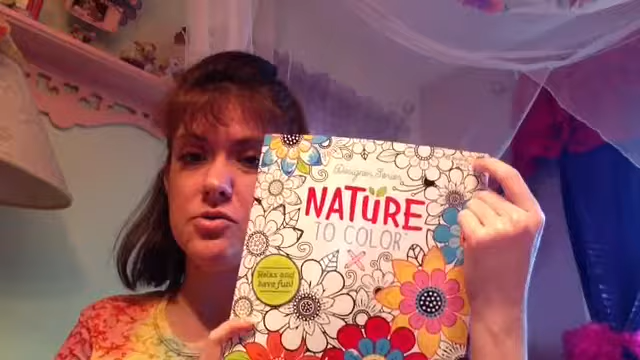 Designer Series
NATURE
TO COLOR
Relax and
have fun!